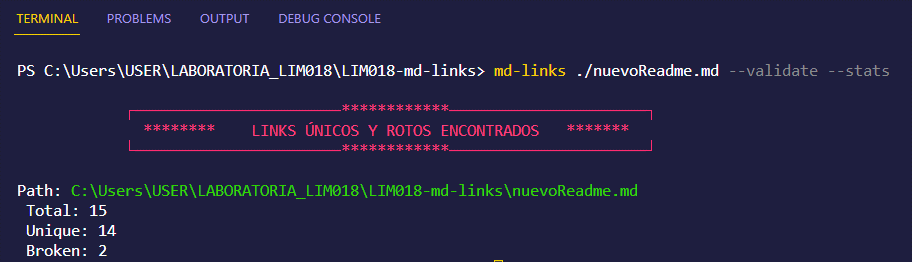 TERMINAL PROBLEMS OUTPUT DEBUG CONSOLE
PS C:\Users\USER\LABORATORIA_LIM018\LIM018-md-links> md-links ./nuevoReadme.md --validate --stats
************
******** LINKS ÚNICOS Y ROTOS ENCONTRADOS *******
************
Path: C:\Users\USER\LABORATORIA_LIM018\LIM018-md-links\nuevoReadme.md
Total: 15
Unique: 14
Broken: 2